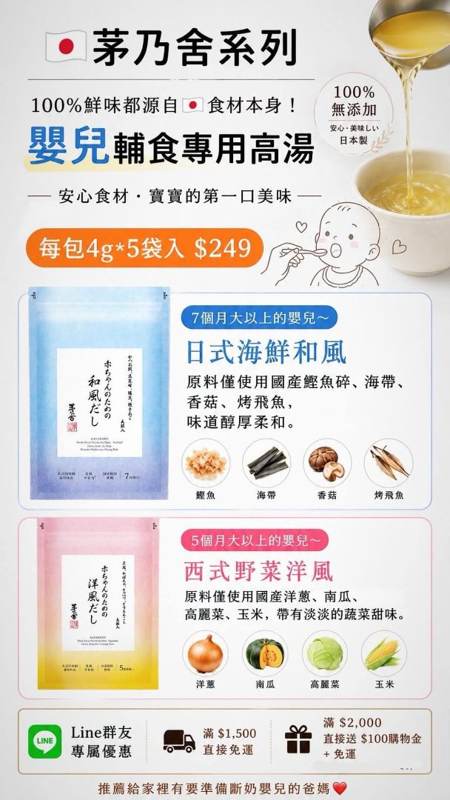 茅乃舍系列
100%鮮味都源自食材本身！
嬰兒輔食專用高湯
安心食材・寶寶的第一口美味
100%
無添加
安心・美味しい
日本製
每包4g*5袋入 $249
7個月大以上的嬰兒～
日式海鮮和風
原料僅使用國產鰹魚碎、海帶、
香菇、烤飛魚，
味道醇厚柔和。
鰹魚
海帶
香菇
烤飛魚
赤ちゃんのための
和風だし
茅乃舎
5個月大以上的嬰兒～
西式野菜洋風
原料僅使用國產洋蔥、南瓜、
高麗菜、玉米，帶有淡淡的蔬菜甜味。
洋蔥
南瓜
高麗菜
玉米
赤ちゃんのための
洋風だし
茅乃舎
LINE
Line群友
專屬優惠
滿 $1,500
直接免運
滿 $2,000
直接送 $100購物金
+ 免運
推薦給家裡有要準備斷奶嬰兒的爸媽❤️